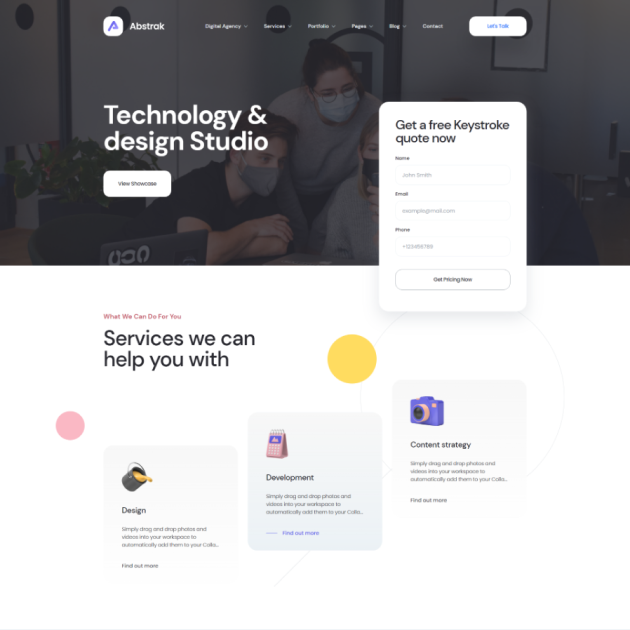 Abstrak
Digital Agency
Services
Portfolio
Pages
Blog
Contact
Let's Talk
Technology &
design Studio
View Showcase
Get a free Keystroke
quote now
Name
John Smith
Email
example@mail.com
Phone
+123456789
Get Pricing Now
What We Can Do For You
Services we can
help you with
Design
Simply drag and drop photos and
videos into your workspace to
automatically add them to your Colla...
Find out more
Development
Simply drag and drop photos and
videos into your workspace to
automatically add them to your Colla...
Find out more
Content strategy
Simply drag and drop photos and
videos into your workspace to
automatically add them to your Colla...
Find out more